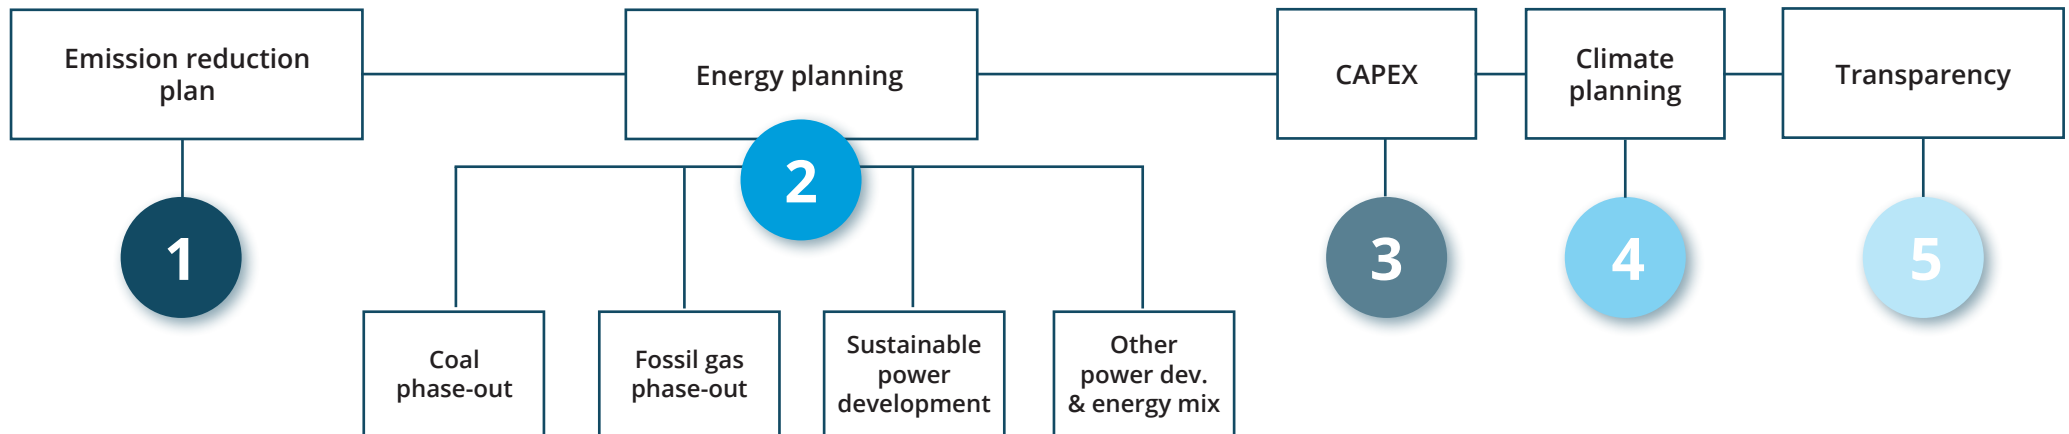 Emission reduction
plan
Energy planning
CAPEX
Climate
planning
Transparency
1
2
3
4
5
Coal
phase-out
Fossil gas
phase-out
Sustainable
power
development
Other
power dev.
& energy mix